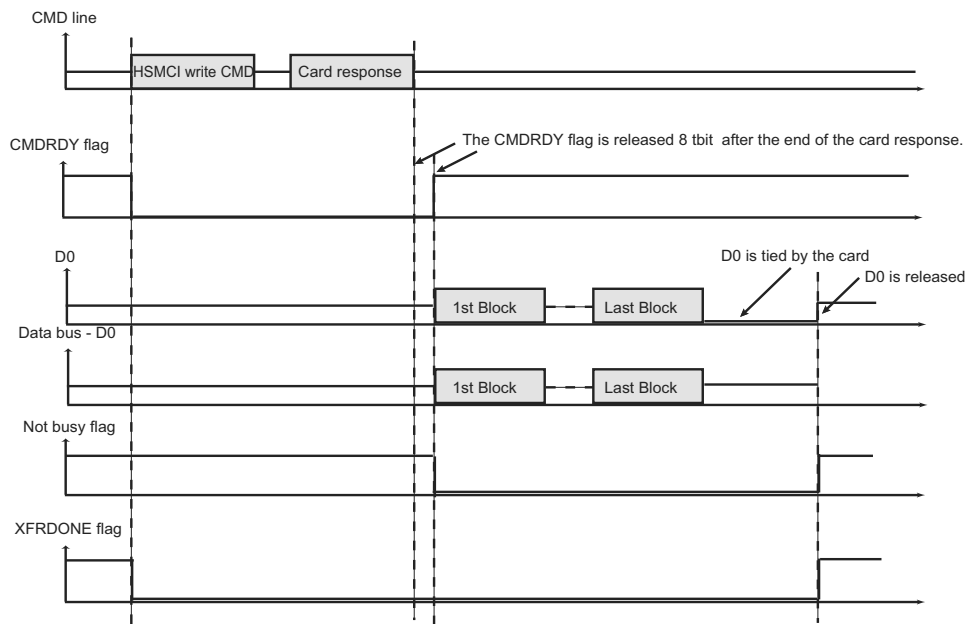 CMD line
HSMCI write CMD
Card response
CMDRDY flag
The CMDRDY flag is released 8 tbit after the end of the card response.
D0
D0 is tied by the card
D0 is released
1st Block
Last Block
Data bus - D0
1st Block
Last Block
Not busy flag
XFRDONE flag